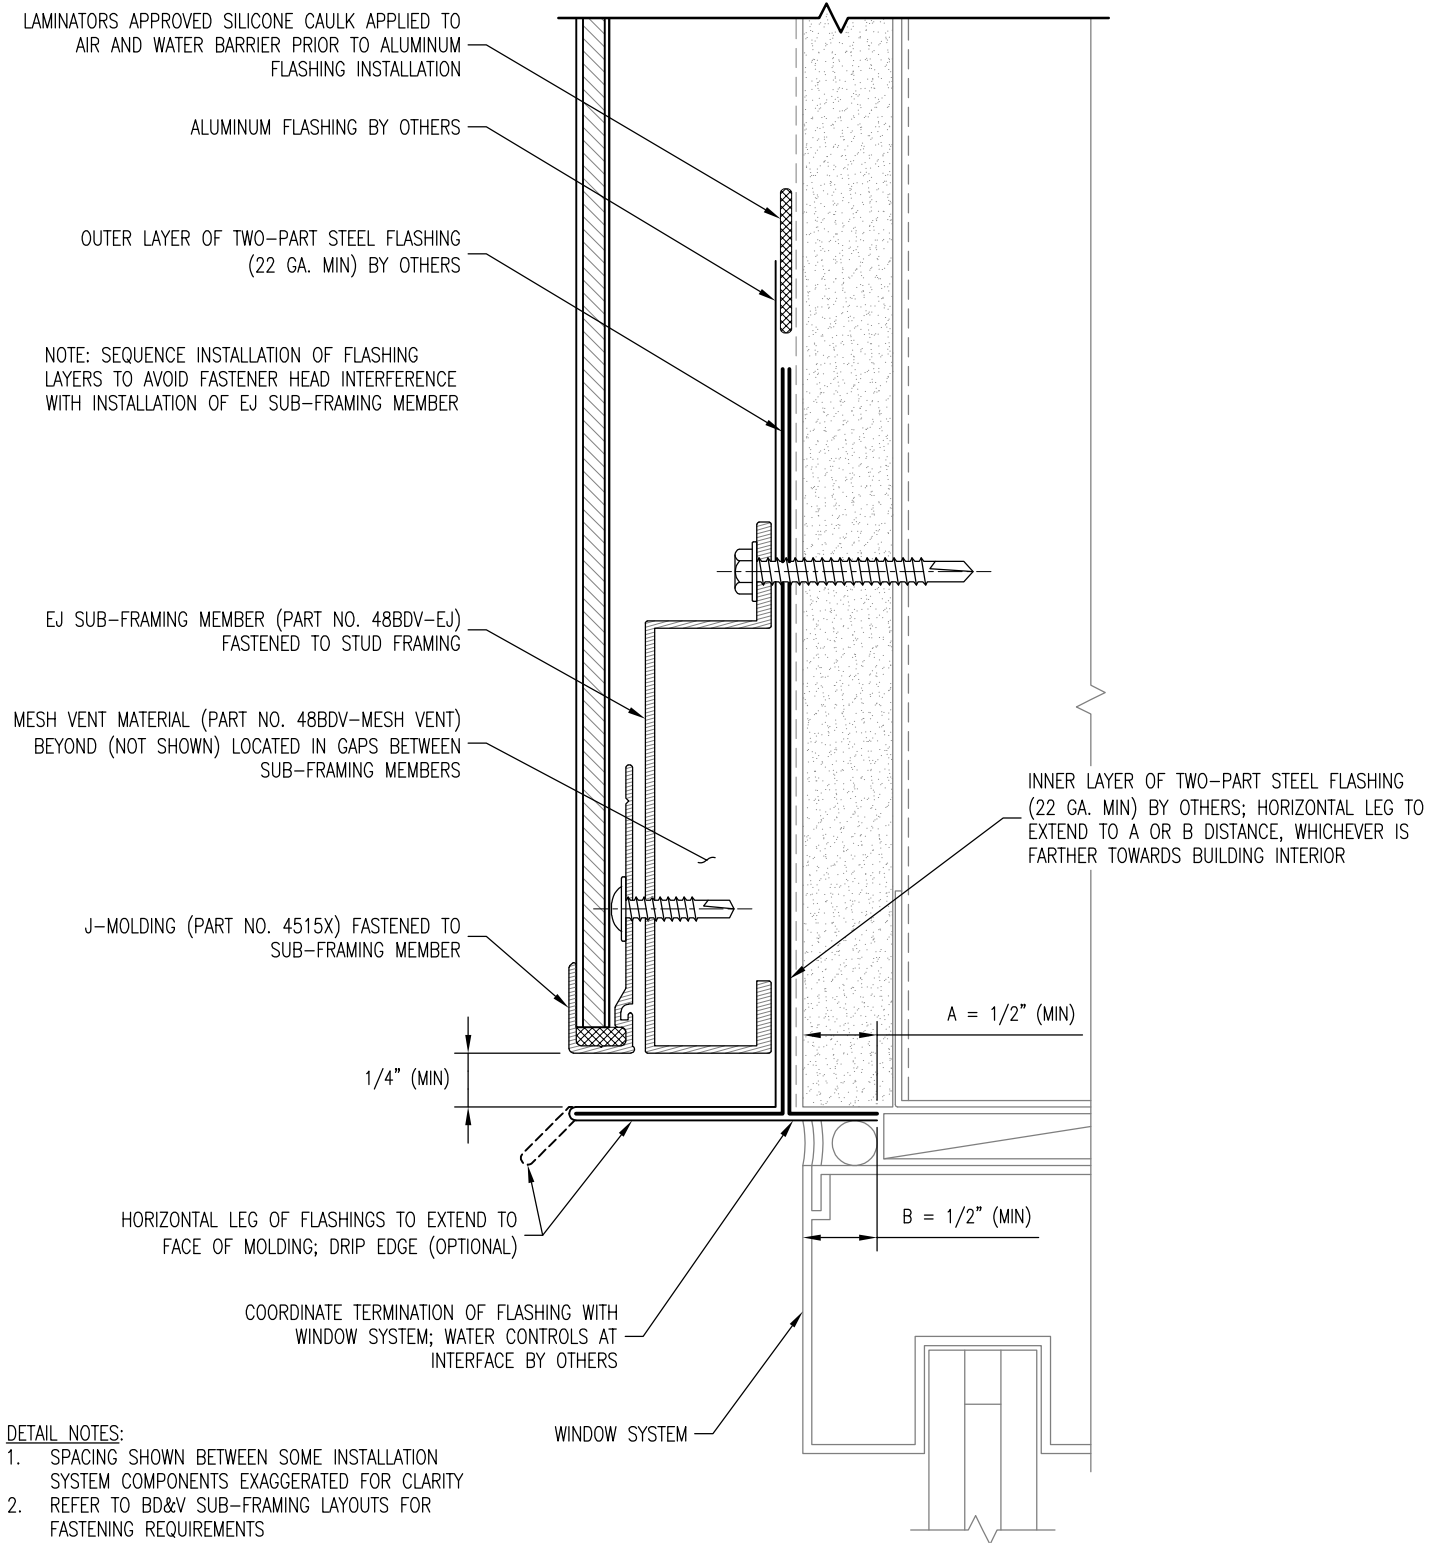 LAMINATORS APPROVED SILICONE CAULK APPLIED TO
AIR AND WATER BARRIER PRIOR TO ALUMINUM
FLASHING INSTALLATION
ALUMINUM FLASHING BY OTHERS
OUTER LAYER OF TWO-PART STEEL FLASHING
(22 GA. MIN) BY OTHERS
NOTE: SEQUENCE INSTALLATION OF FLASHING
LAYERS TO AVOID FASTENER HEAD INTERFERENCE
WITH INSTALLATION OF EJ SUB-FRAMING MEMBER
EJ SUB-FRAMING MEMBER (PART NO. 48BDV-EJ)
FASTENED TO STUD FRAMING
MESH VENT MATERIAL (PART NO. 48BDV-MESH VENT)
BEYOND (NOT SHOWN) LOCATED IN GAPS BETWEEN
SUB-FRAMING MEMBERS
INNER LAYER OF TWO-PART STEEL FLASHING
(22 GA. MIN) BY OTHERS; HORIZONTAL LEG TO
EXTEND TO A OR B DISTANCE, WHICHEVER IS
FARTHER TOWARDS BUILDING INTERIOR
J-MOLDING (PART NO. 4515X) FASTENED TO
SUB-FRAMING MEMBER
A = 1/2" (MIN)
1/4" (MIN)
HORIZONTAL LEG OF FLASHINGS TO EXTEND TO
FACE OF MOLDING; DRIP EDGE (OPTIONAL)
B = 1/2" (MIN)
COORDINATE TERMINATION OF FLASHING WITH
WINDOW SYSTEM; WATER CONTROLS AT
INTERFACE BY OTHERS
WINDOW SYSTEM
DETAIL NOTES:
1. SPACING SHOWN BETWEEN SOME INSTALLATION
SYSTEM COMPONENTS EXAGGERATED FOR CLARITY
2. REFER TO BD&V SUB-FRAMING LAYOUTS FOR
FASTENING REQUIREMENTS